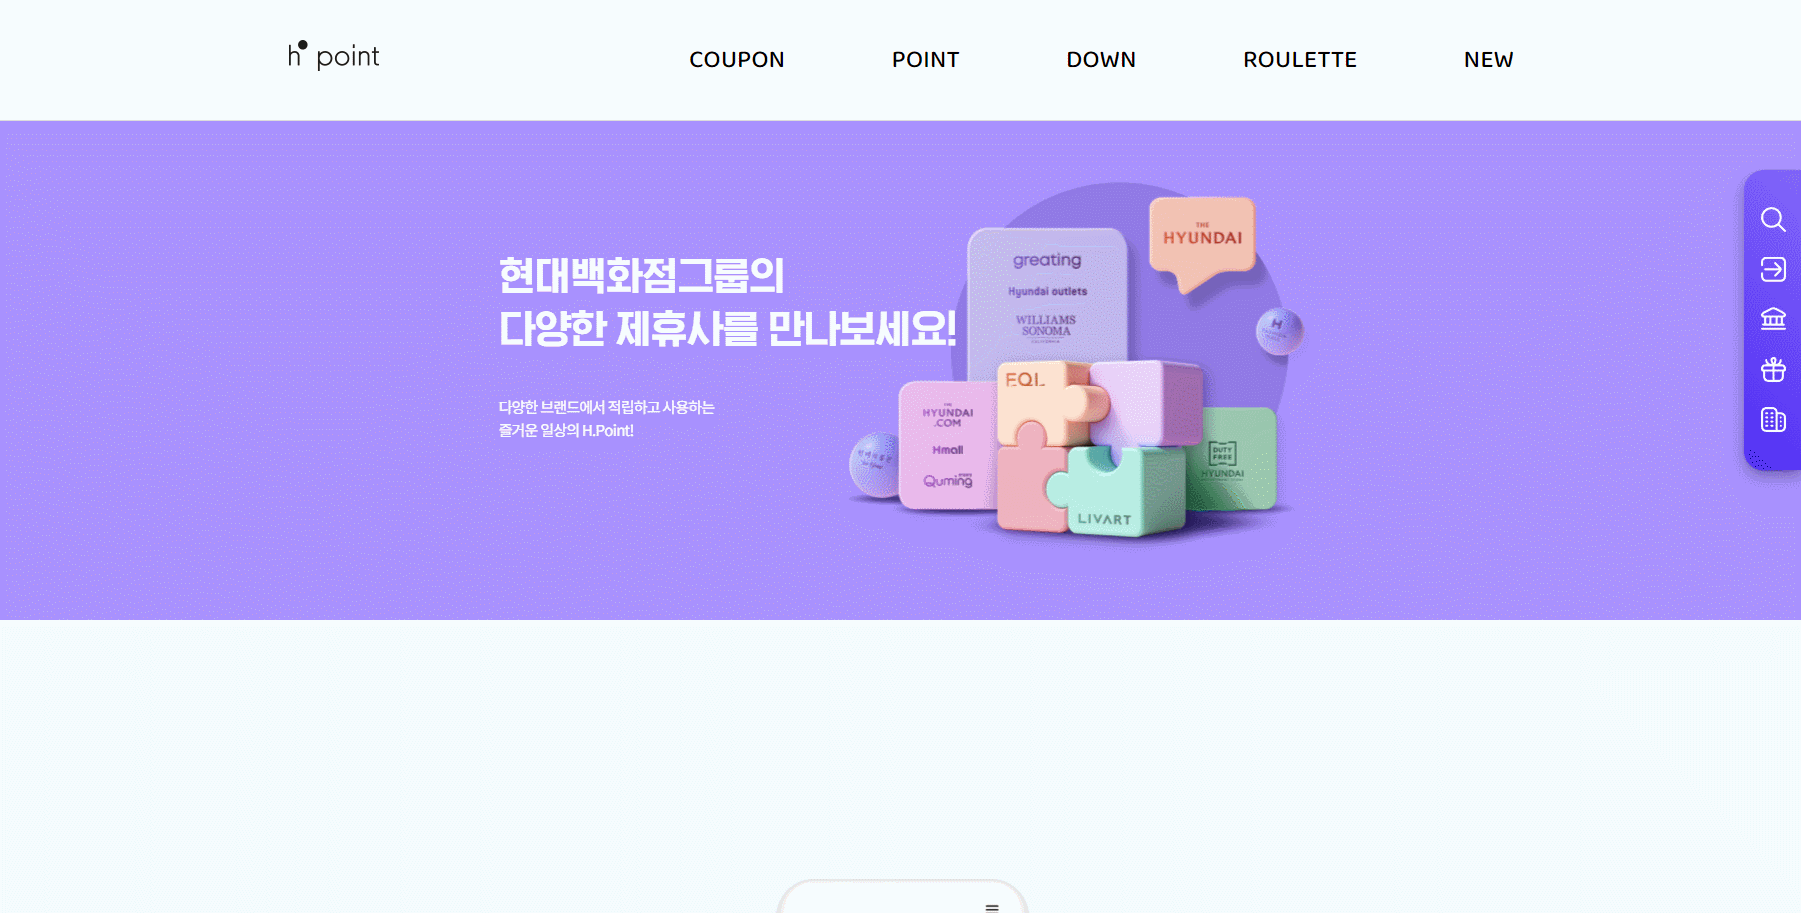 h point
COUPON
POINT
DOWN
ROULETTE
NEW
현대백화점그룹의
다양한 제휴사를 만나보세요!
다양한 브랜드에서 적립하고 사용하는
즐거운 일상의 H.Point!
THE
HYUNDAI
greating
Hyundai outlets
WILLIAMS
SONOMA
CALIFORNIA
H
EQL
THE
HYUNDAI
.COM
Hmall
Quming
DUTY
FREE
HYUNDAI
LIVART